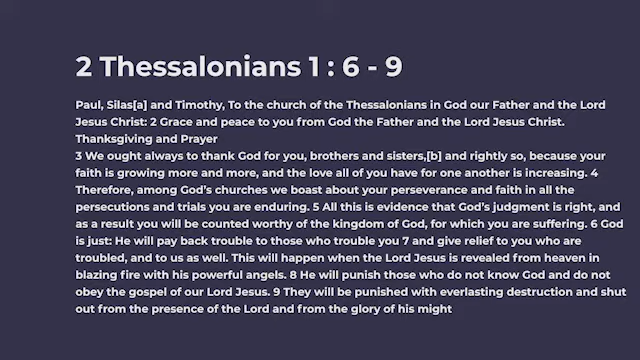 2 Thessalonians 1 : 6 - 9
Paul, Silas[a] and Timothy, To the church of the Thessalonians in God our Father and the Lord
Jesus Christ: 2 Grace and peace to you from God the Father and the Lord Jesus Christ.
Thanksgiving and Prayer
3 We ought always to thank God for you, brothers and sisters,[b] and rightly so, because your
faith is growing more and more, and the love all of you have for one another is increasing. 4
Therefore, among God's churches we boast about your perseverance and faith in all the
persecutions and trials you are enduring. 5 All this is evidence that God's judgment is right, and
as a result you will be counted worthy of the kingdom of God, for which you are suffering. 6 God
is just: He will pay back trouble to those who trouble you 7 and give relief to you who are
troubled, and to us as well. This will happen when the Lord Jesus is revealed from heaven in
blazing fire with his powerful angels. 8 He will punish those who do not know God and do not
obey the gospel of our Lord Jesus. 9 They will be punished with everlasting destruction and shut
out from the presence of the Lord and from the glory of his might